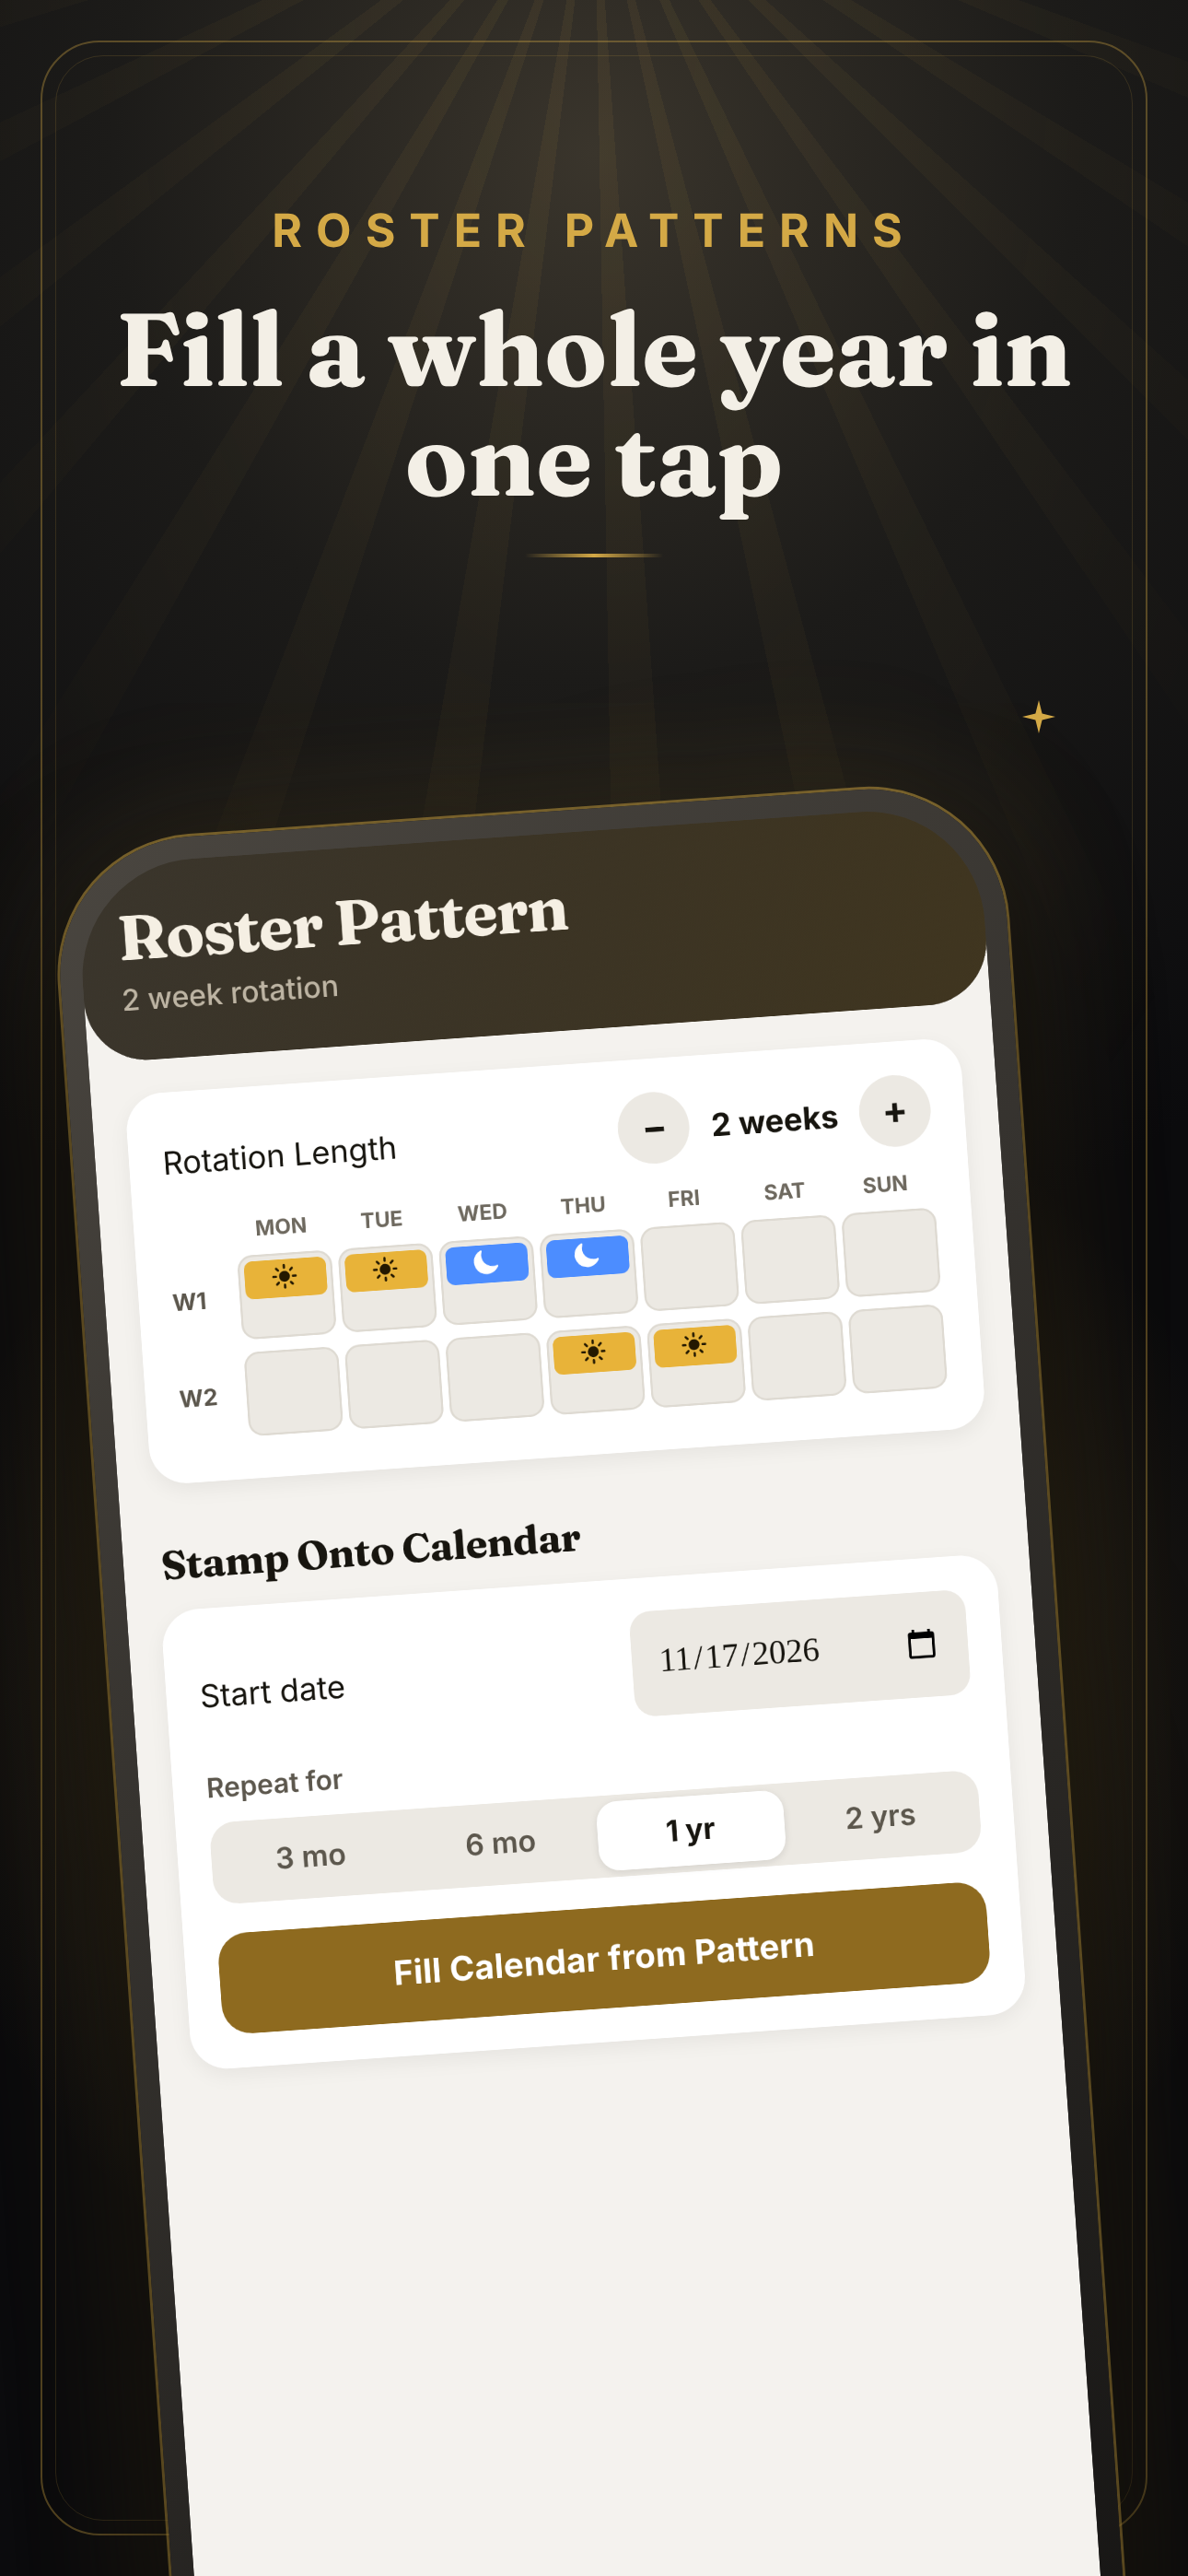 ROSTER PATTERNS
Fill a whole year in
one tap
Roster Pattern
2 week rotation
Rotation Length
− 2 weeks +
MON TUE WED THU FRI SAT SUN
W1
W2
Stamp Onto Calendar
Start date 11/17/2026
Repeat for
3 mo 6 mo 1 yr 2 yrs
Fill Calendar from Pattern